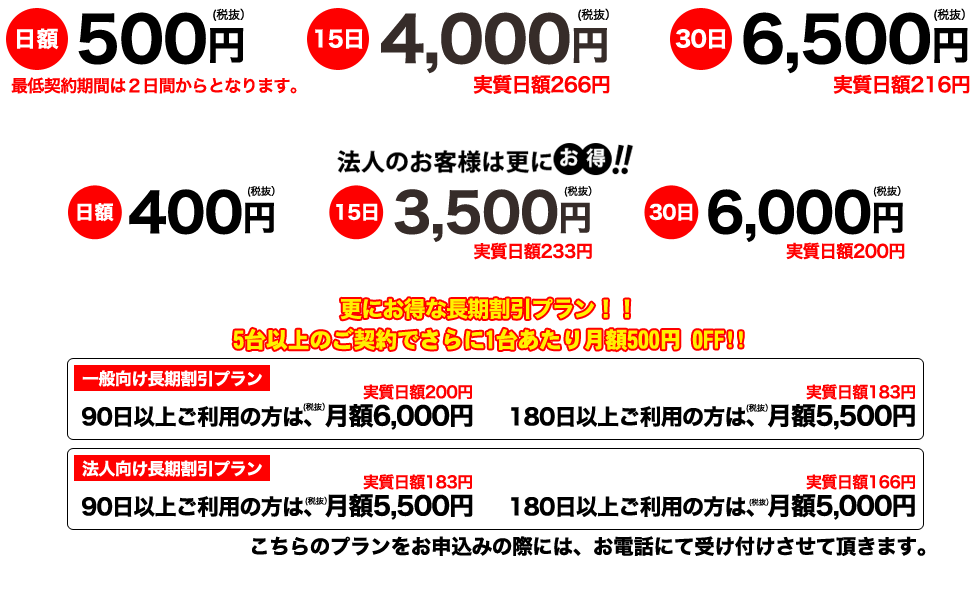 日額 500円 (税抜) 15日 4,000円 (税抜) 30日 6,500円 (税抜)
最低契約期間は２日間からとなります。 実質日額266円 実質日額216円
法人のお客様は更にお得!!
日額 400円 (税抜) 15日 3,500円 (税抜) 30日 6,000円 (税抜)
実質日額233円 実質日額200円
更にお得な長期割引プラン！！
5台以上のご契約でさらに1台あたり月額500円 OFF!!
一般向け長期割引プラン
実質日額200円 実質日額183円
90日以上ご利用の方は、(税抜)月額6,000円 180日以上ご利用の方は、(税抜)月額5,500円
法人向け長期割引プラン
実質日額183円 実質日額166円
90日以上ご利用の方は、(税抜)月額5,500円 180日以上ご利用の方は、(税抜)月額5,000円
こちらのプランをお申込みの際には、お電話にて受け付けさせて頂きます。